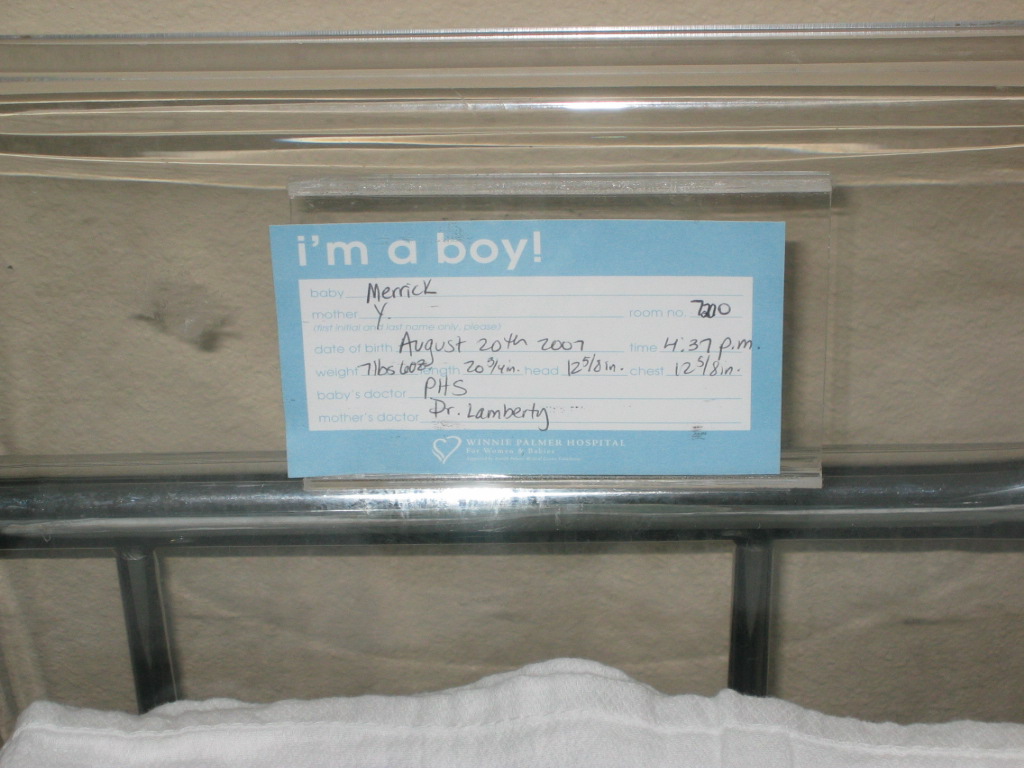 i'm a boy!
baby Merrick
mother Y. room no. 7200
(first initial and last name only, please)
date of birth August 20th 2007 time 4:37 p.m.
weight 7lbs 6oz length 20 3/4in. head 12 5/8in. chest 12 5/8in.
baby's doctor PHS
mother's doctor Dr. Lamberty
WINNIE PALMER HOSPITAL
For Women & Babies